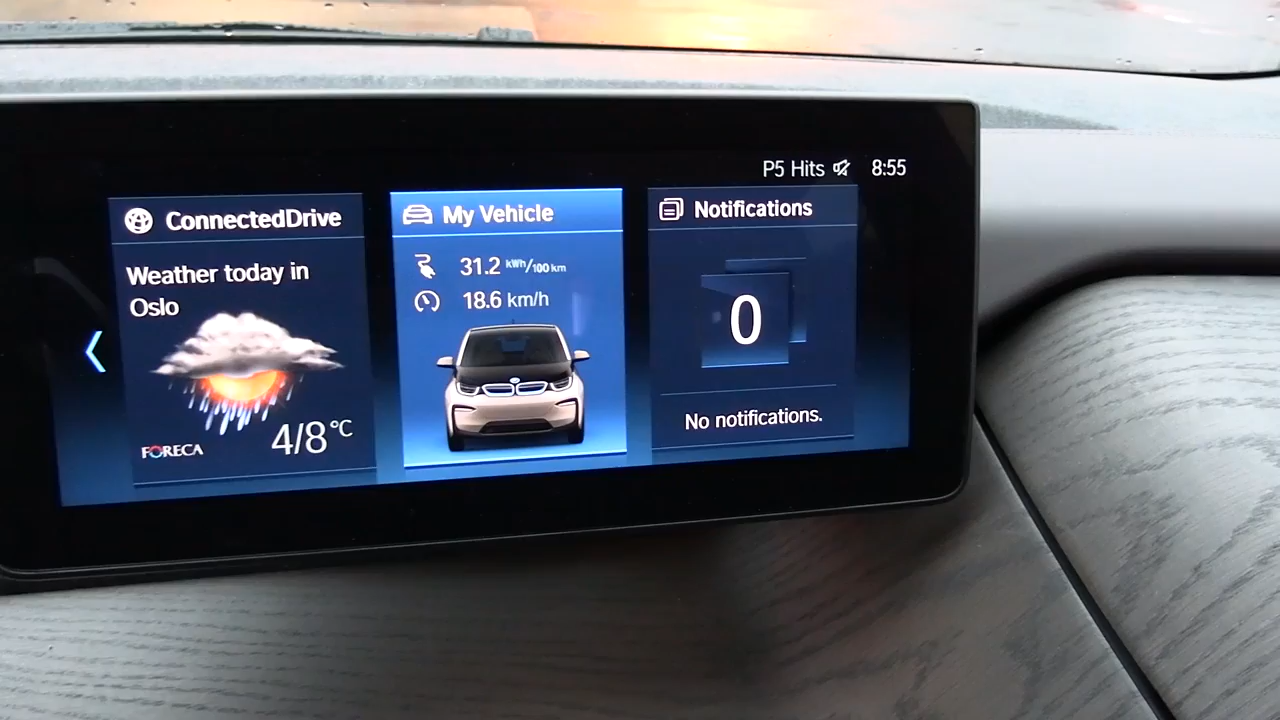 P5 Hits 8:55
ConnectedDrive
Weather today in
Oslo
FORECA
4/8°C
My Vehicle
31.2 kWh/100 km
18.6 km/h
Notifications
0
No notifications.